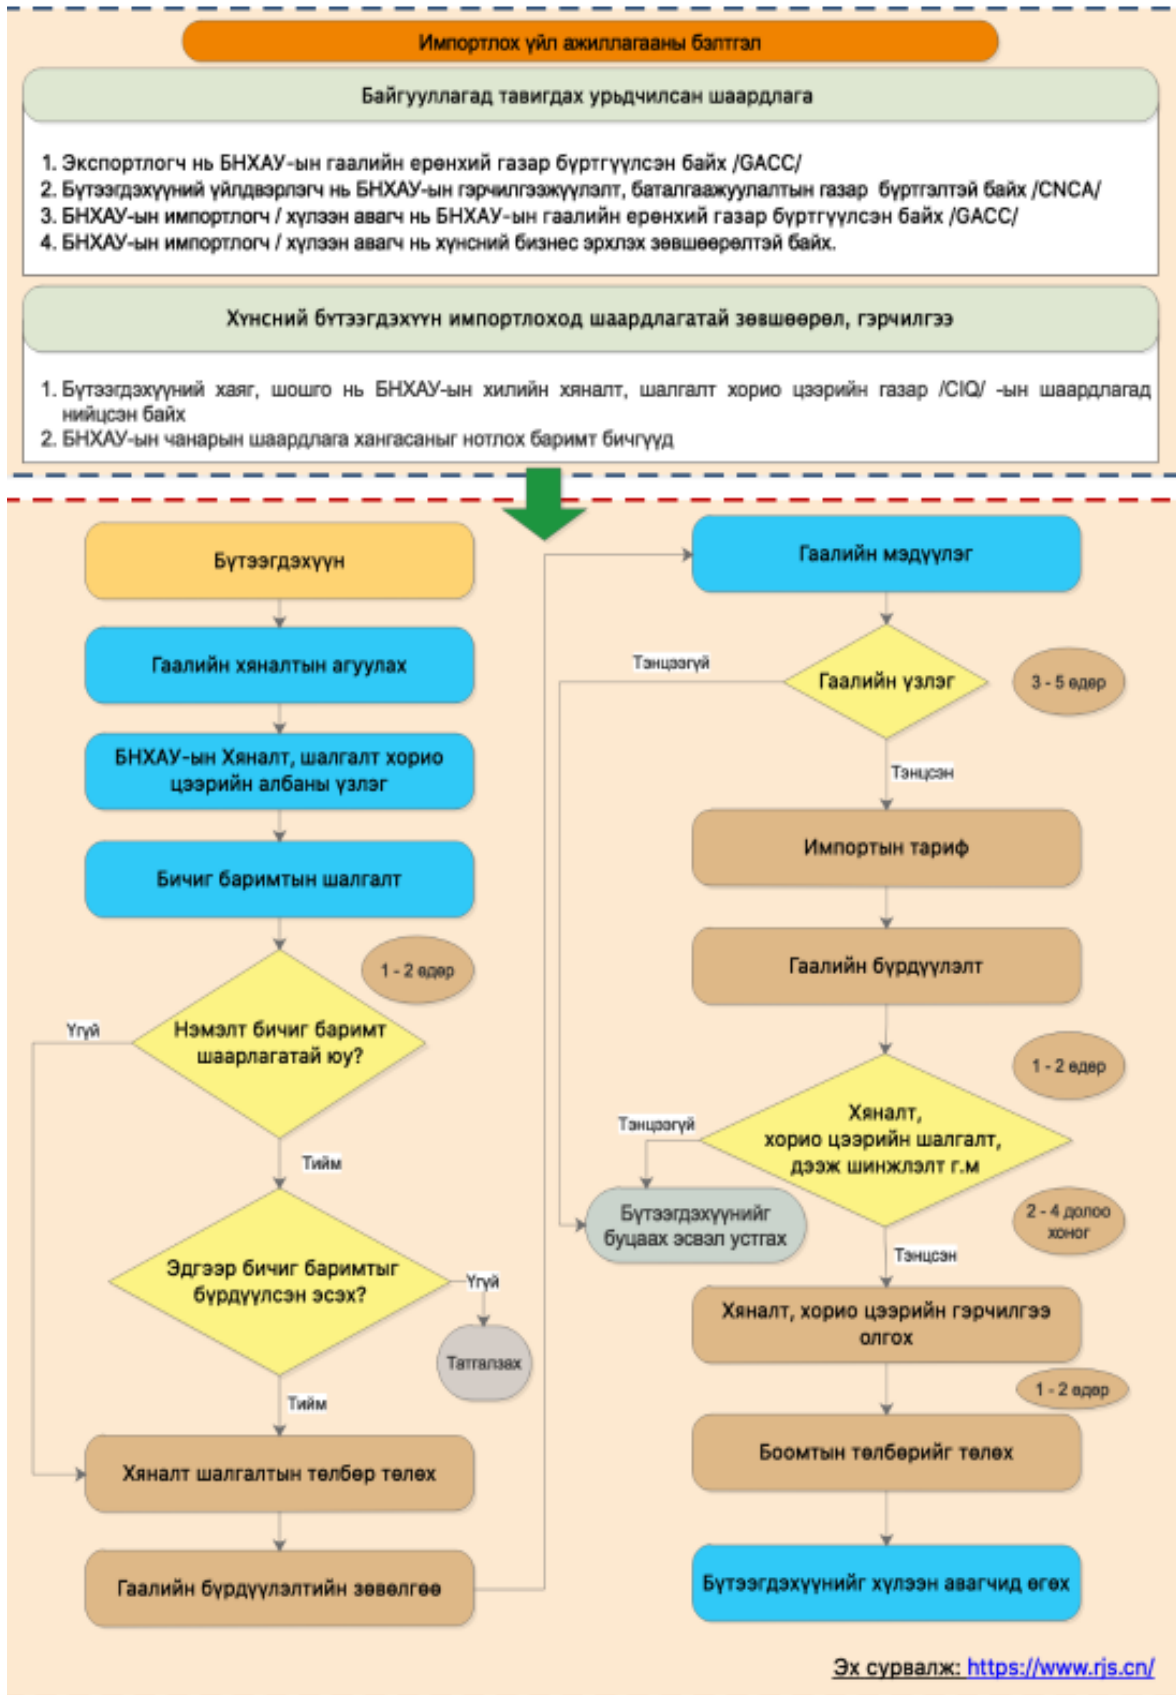 Импортлох үйл ажиллагааны бэлтгэл
Байгууллагад тавигдах урьдчилсан шаардлага
1. Экспортлогч нь БНХАУ-ын гаалийн ерөнхий газар бүртгүүлсэн байх /GACC/
2. Бүтээгдэхүүний үйлдвэрлэгч нь БНХАУ-ын гэрчилгээжүүлэлт, баталгаажуулалтын газар бүртгэлтэй байх /CNCA/
3. БНХАУ-ын импортлогч / хүлээн авагч нь БНХАУ-ын гаалийн ерөнхий газар бүртгүүлсэн байх /GACC/
4. БНХАУ-ын импортлогч / хүлээн авагч нь хүнсний бизнес эрхлэх зөвшөөрөлтэй байх.
Хүнсний бүтээгдэхүүн импортлоход шаардлагатай зөвшөөрөл, гэрчилгээ
1. Бүтээгдэхүүний хаяг, шошго нь БНХАУ-ын хилийн хяналт, шалгалт хорио цээрийн газар /CIQ/ -ын шаардлагад
нийцсэн байх
2. БНХАУ-ын чанарын шаардлага хангасаныг нотлох баримт бичгүүд
Бүтээгдэхүүн
Гаалийн хяналтын агуулах
БНХАУ-ын Хяналт, шалгалт хорио
цээрийн албаны үзлэг
Бичиг баримтын шалгалт
1 - 2 өдөр
Нэмэлт бичиг баримт
шаарлагатай юу?
Үгүй
Тийм
Эдгээр бичиг баримтыг
бүрдүүлсэн эсэх?
Үгүй
Татгалзах
Тийм
Хяналт шалгалтын төлбөр төлөх
Гаалийн бүрдүүлэлтийн зөвөлгөө
Гаалийн мэдүүлэг
Тэнцээгүй
Гаалийн үзлэг
3 - 5 өдөр
Тэнцсэн
Импортын тариф
Гаалийн бүрдүүлэлт
1 - 2 өдөр
Хяналт,
хорио цээрийн шалгалт,
дээж шинжлэлт г.м
Тэнцээгүй
Бүтээгдэхүүнийг
буцаах эсвэл устгах
2 - 4 долоо
хоног
Тэнцсэн
Хяналт, хорио цээрийн гэрчилгээ
олгох
1 - 2 өдөр
Боомтын төлбөрийг төлөх
Бүтээгдэхүүнийг хүлээн авагчид өгөх
Эх сурвалж: https://www.rjs.cn/